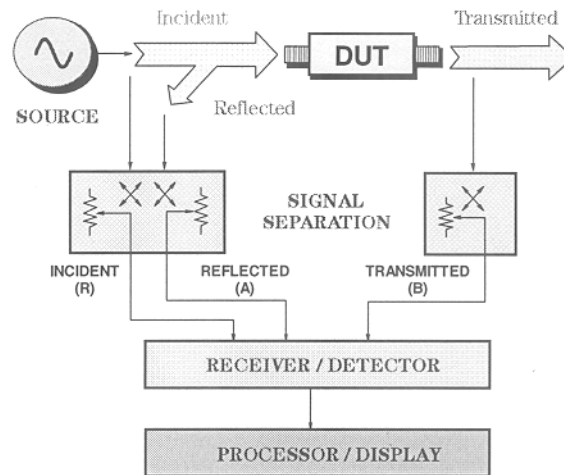 Incident
Transmitted
DUT
SOURCE
Reflected
SIGNAL
SEPARATION
INCIDENT
(R)
REFLECTED
(A)
TRANSMITTED
(B)
RECEIVER / DETECTOR
PROCESSOR / DISPLAY